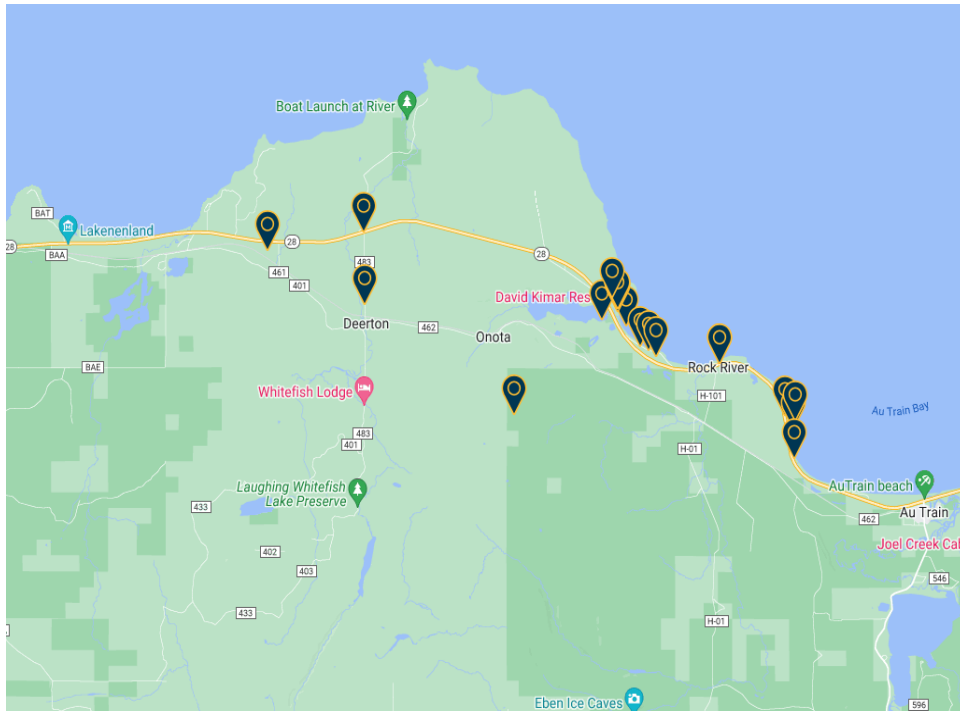 Boat Launch at River
BAT
Lakenenland
28
BAA
28
28
461
483
401
David Kimar Res
Deerton
462
Onota
BAE
Rock River
Whitefish Lodge
H-101
Au Train Bay
483
401
H-01
Laughing Whitefish
Lake Preserve
AuTrain beach
433
462
Au Train
402
Joel Creek Cal
403
546
433
H-01
Eben Ice Caves
596